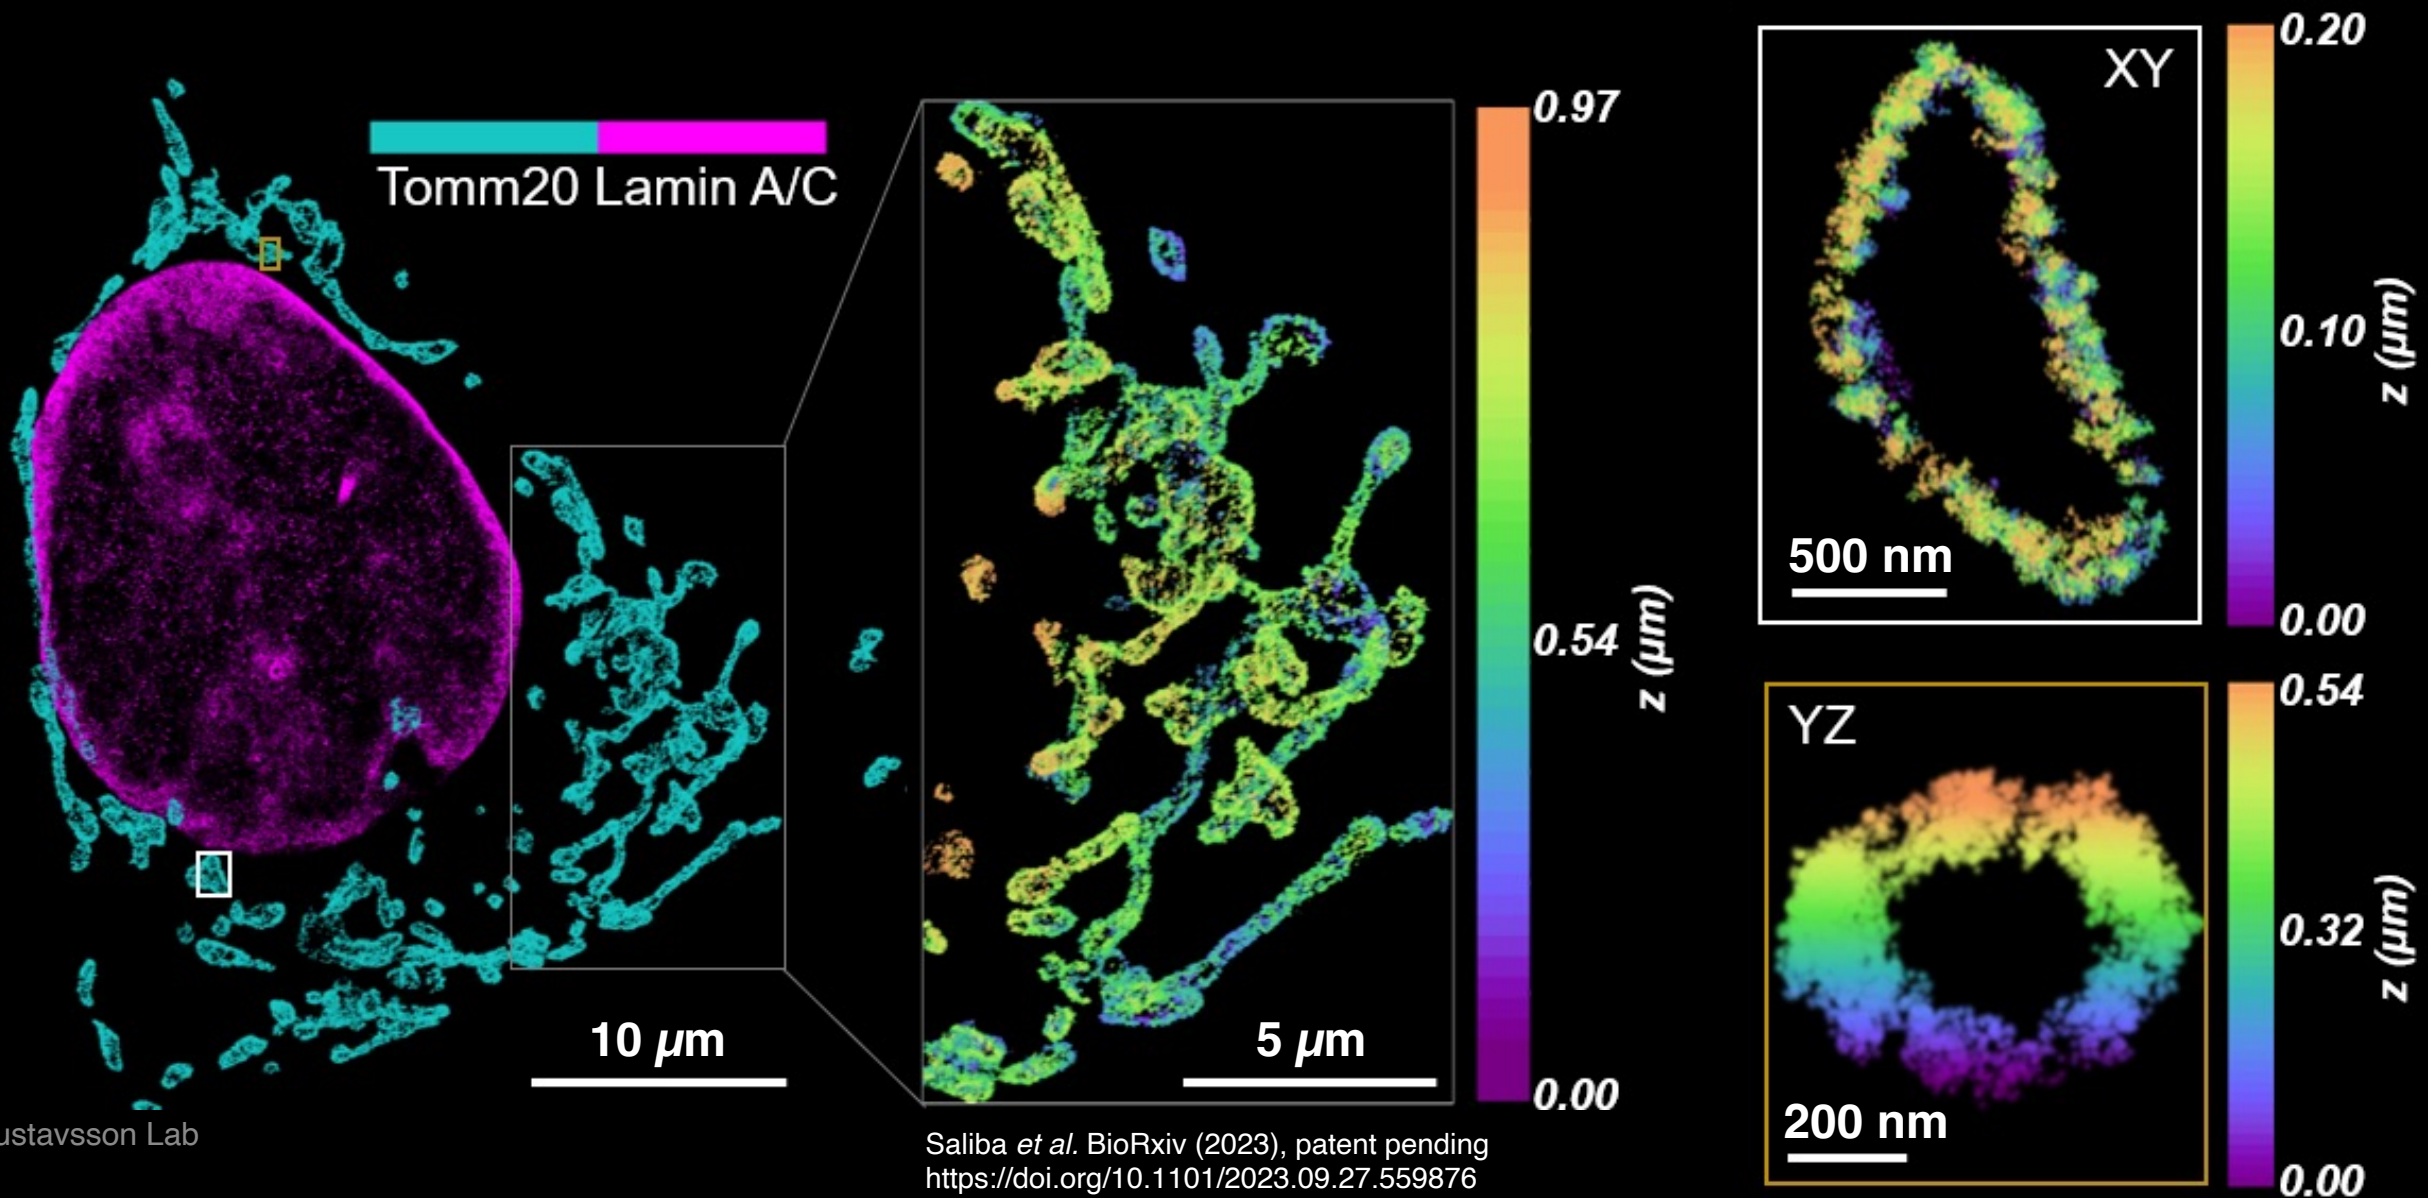 Tomm20 Lamin A/C
10 µm
ustavsson Lab
5 µm
0.97
0.54
0.00
z (µm)
Saliba et al. BioRxiv (2023), patent pending
https://doi.org/10.1101/2023.09.27.559876
XY
500 nm
0.20
0.10
0.00
z (µm)
YZ
200 nm
0.54
0.32
0.00
z (µm)